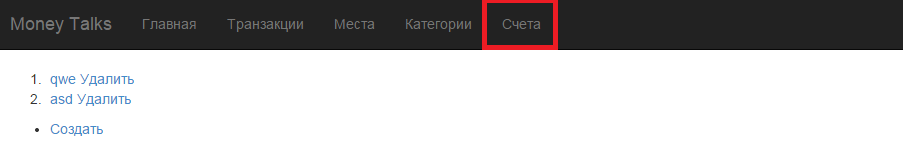 Money Talks Главная Транзакции Места Категории Счета
1. qwe Удалить
2. asd Удалить
• Создать